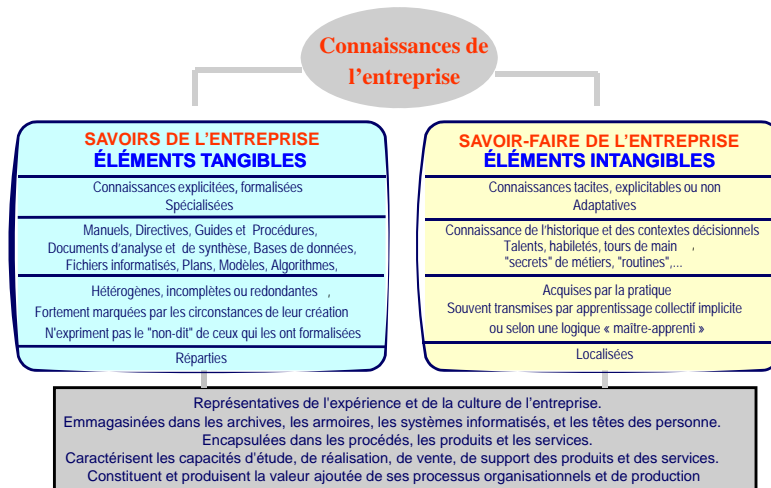 Connaissances de
l'entreprise
SAVOIRS DE L'ENTREPRISE
ÉLÉMENTS TANGIBLES
Connaissances explicitées, formalisées
Spécialisées
Manuels, Directives, Guides et Procédures,
Documents d'analyse et de synthèse, Bases de données,
Fichiers informatisés, Plans, Modèles, Algorithmes,
Hétérogènes, incomplètes ou redondantes ,
Fortement marquées par les circonstances de leur création
N'expriment pas le "non-dit" de ceux qui les ont formalisées
Réparties
SAVOIR-FAIRE DE L'ENTREPRISE
ÉLÉMENTS INTANGIBLES
Connaissances tacites, explicitables ou non
Adaptatives
Connaissance de l'historique et des contextes décisionnels
Talents, habiletés, tours de main ,
"secrets" de métiers, "routines",...
Acquises par la pratique
Souvent transmises par apprentissage collectif implicite
ou selon une logique « maître-apprenti »
Localisées
Représentatives de l'expérience et de la culture de l'entreprise.
Emmagasinées dans les archives, les armoires, les systèmes informatisés, et les têtes des personne.
Encapsulées dans les procédés, les produits et les services.
Caractérisent les capacités d'étude, de réalisation, de vente, de support des produits et des services.
Constituent et produisent la valeur ajoutée de ses processus organisationnels et de production